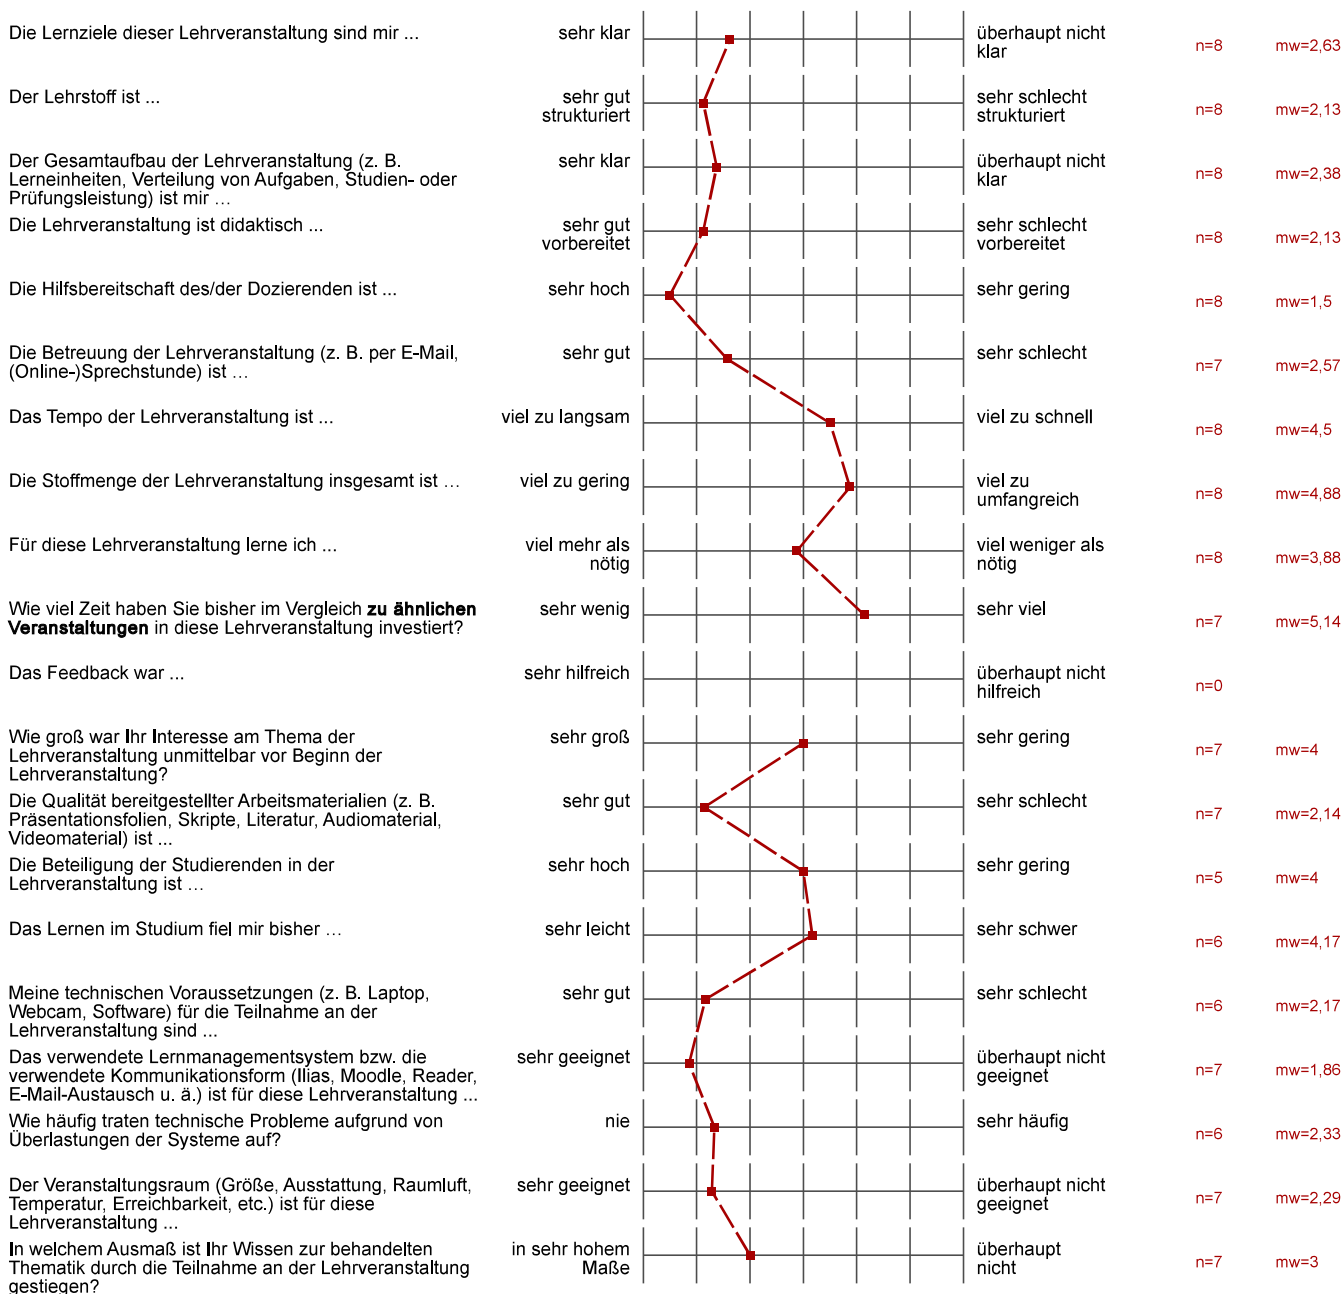 Die Lernziele dieser Lehrveranstaltung sind mir ... sehr klar überhaupt nicht
klar n=8 mw=2,63
Der Lehrstoff ist ... sehr gut
strukturiert sehr schlecht
strukturiert n=8 mw=2,13
Der Gesamtaufbau der Lehrveranstaltung (z. B. sehr klar überhaupt nicht
Lerneinheiten, Verteilung von Aufgaben, Studien- oder klar n=8 mw=2,38
Prüfungsleistung) ist mir ...
Die Lehrveranstaltung ist didaktisch ... sehr gut
vorbereitet sehr schlecht
vorbereitet n=8 mw=2,13
Die Hilfsbereitschaft des/der Dozierenden ist ... sehr hoch sehr gering n=8 mw=1,5
Die Betreuung der Lehrveranstaltung (z. B. per E-Mail, sehr gut sehr schlecht
(Online-)Sprechstunde) ist ... n=7 mw=2,57
Das Tempo der Lehrveranstaltung ist ... viel zu langsam viel zu schnell n=8 mw=4,5
Die Stoffmenge der Lehrveranstaltung insgesamt ist ... viel zu gering viel zu
umfangreich n=8 mw=4,88
Für diese Lehrveranstaltung lerne ich ... viel mehr als
nötig viel weniger als
nötig n=8 mw=3,88
Wie viel Zeit haben Sie bisher im Vergleich zu ähnlichen sehr wenig sehr viel
Veranstaltungen in diese Lehrveranstaltung investiert? n=7 mw=5,14
Das Feedback war ... sehr hilfreich überhaupt nicht
hilfreich n=0
Wie groß war Ihr Interesse am Thema der sehr groß sehr gering
Lehrveranstaltung unmittelbar vor Beginn der n=7 mw=4
Lehrveranstaltung?
Die Qualität bereitgestellter Arbeitsmaterialien (z. B. sehr gut sehr schlecht
Präsentationsfolien, Skripte, Literatur, Audiomaterial, n=7 mw=2,14
Videomaterial) ist ...
Die Beteiligung der Studierenden in der sehr hoch sehr gering
Lehrveranstaltung ist ... n=5 mw=4
Das Lernen im Studium fiel mir bisher ... sehr leicht sehr schwer n=6 mw=4,17
Meine technischen Voraussetzungen (z. B. Laptop, sehr gut sehr schlecht
Webcam, Software) für die Teilnahme an der n=6 mw=2,17
Lehrveranstaltung sind ...
Das verwendete Lernmanagementsystem bzw. die sehr geeignet überhaupt nicht
verwendete Kommunikationsform (Ilias, Moodle, Reader, geeignet n=7 mw=1,86
E-Mail-Austausch u. ä.) ist für diese Lehrveranstaltung ...
Wie häufig traten technische Probleme aufgrund von nie sehr häufig
Überlastungen der Systeme auf? n=6 mw=2,33
Der Veranstaltungsraum (Größe, Ausstattung, Raumluft, sehr geeignet überhaupt nicht
Temperatur, Erreichbarkeit, etc.) ist für diese geeignet n=7 mw=2,29
Lehrveranstaltung ...
In welchem Ausmaß ist Ihr Wissen zur behandelten in sehr hohem überhaupt
Thematik durch die Teilnahme an der Lehrveranstaltung Maße nicht n=7 mw=3
gestiegen?